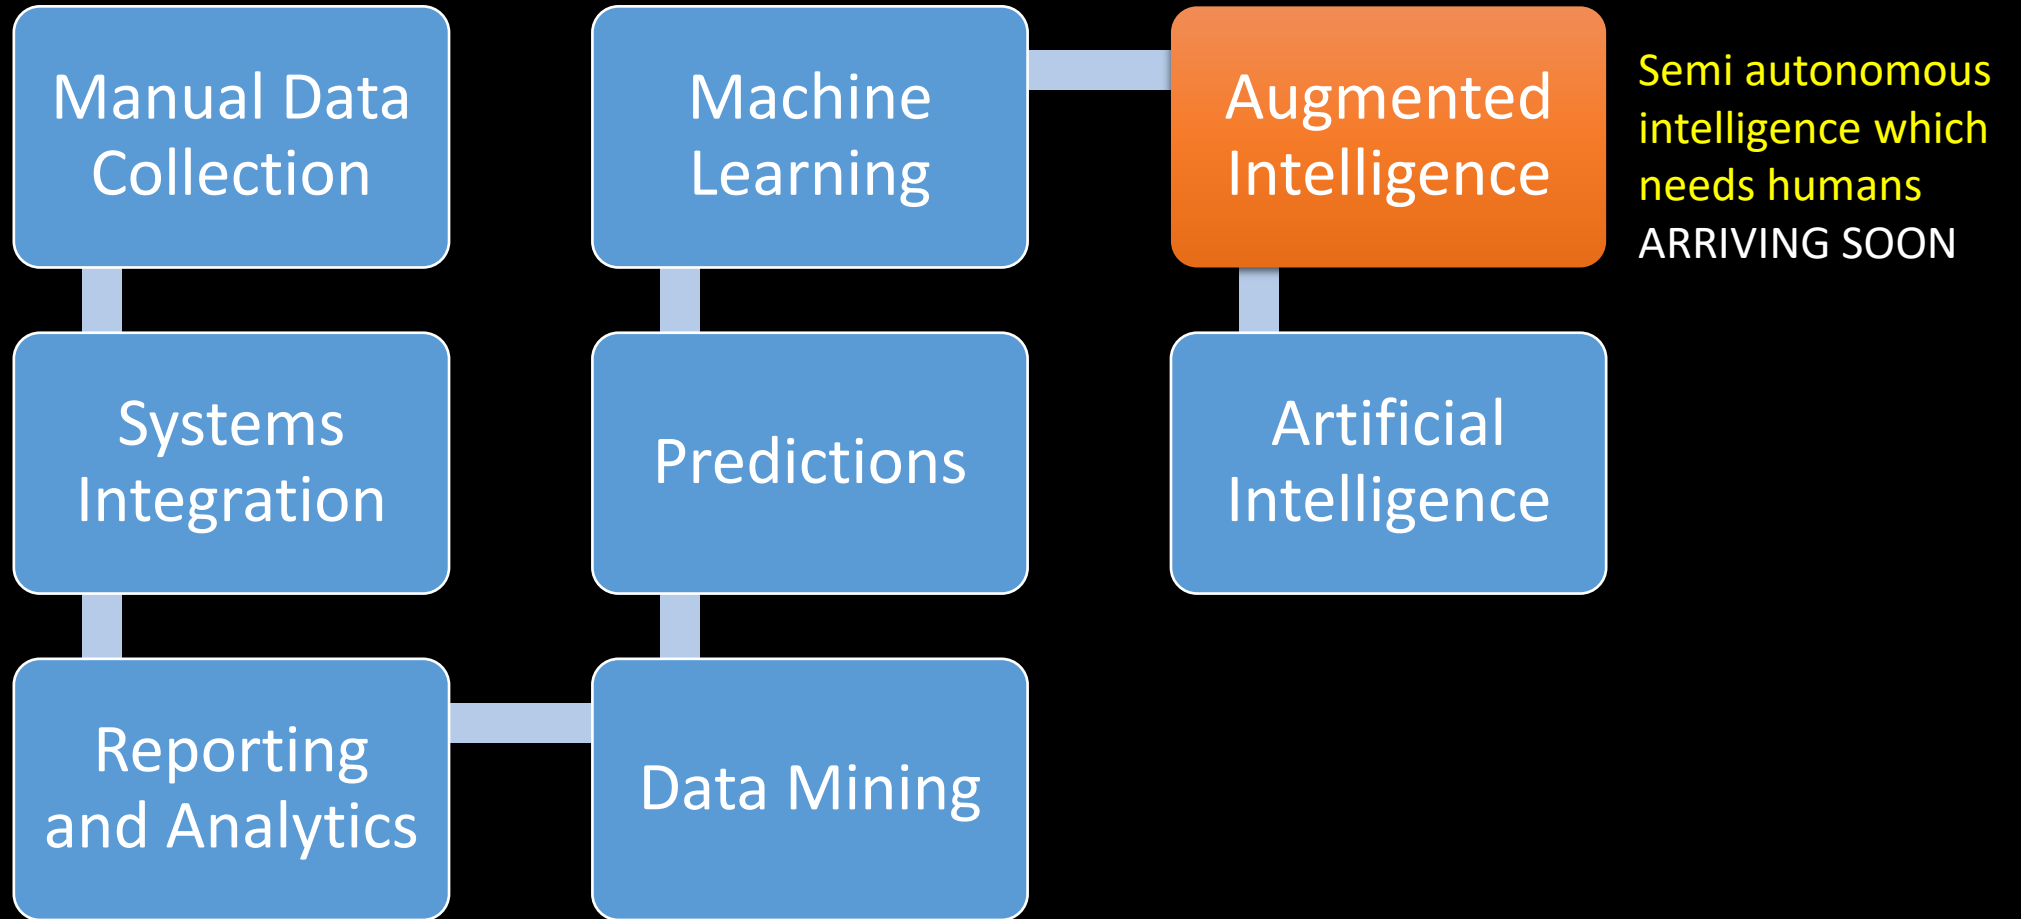 Manual Data
Collection
Systems
Integration
Reporting
and Analytics
Data Mining
Predictions
Machine
Learning
Augmented
Intelligence
Semi autonomous
intelligence which
needs humans
ARRIVING SOON
Artificial
Intelligence